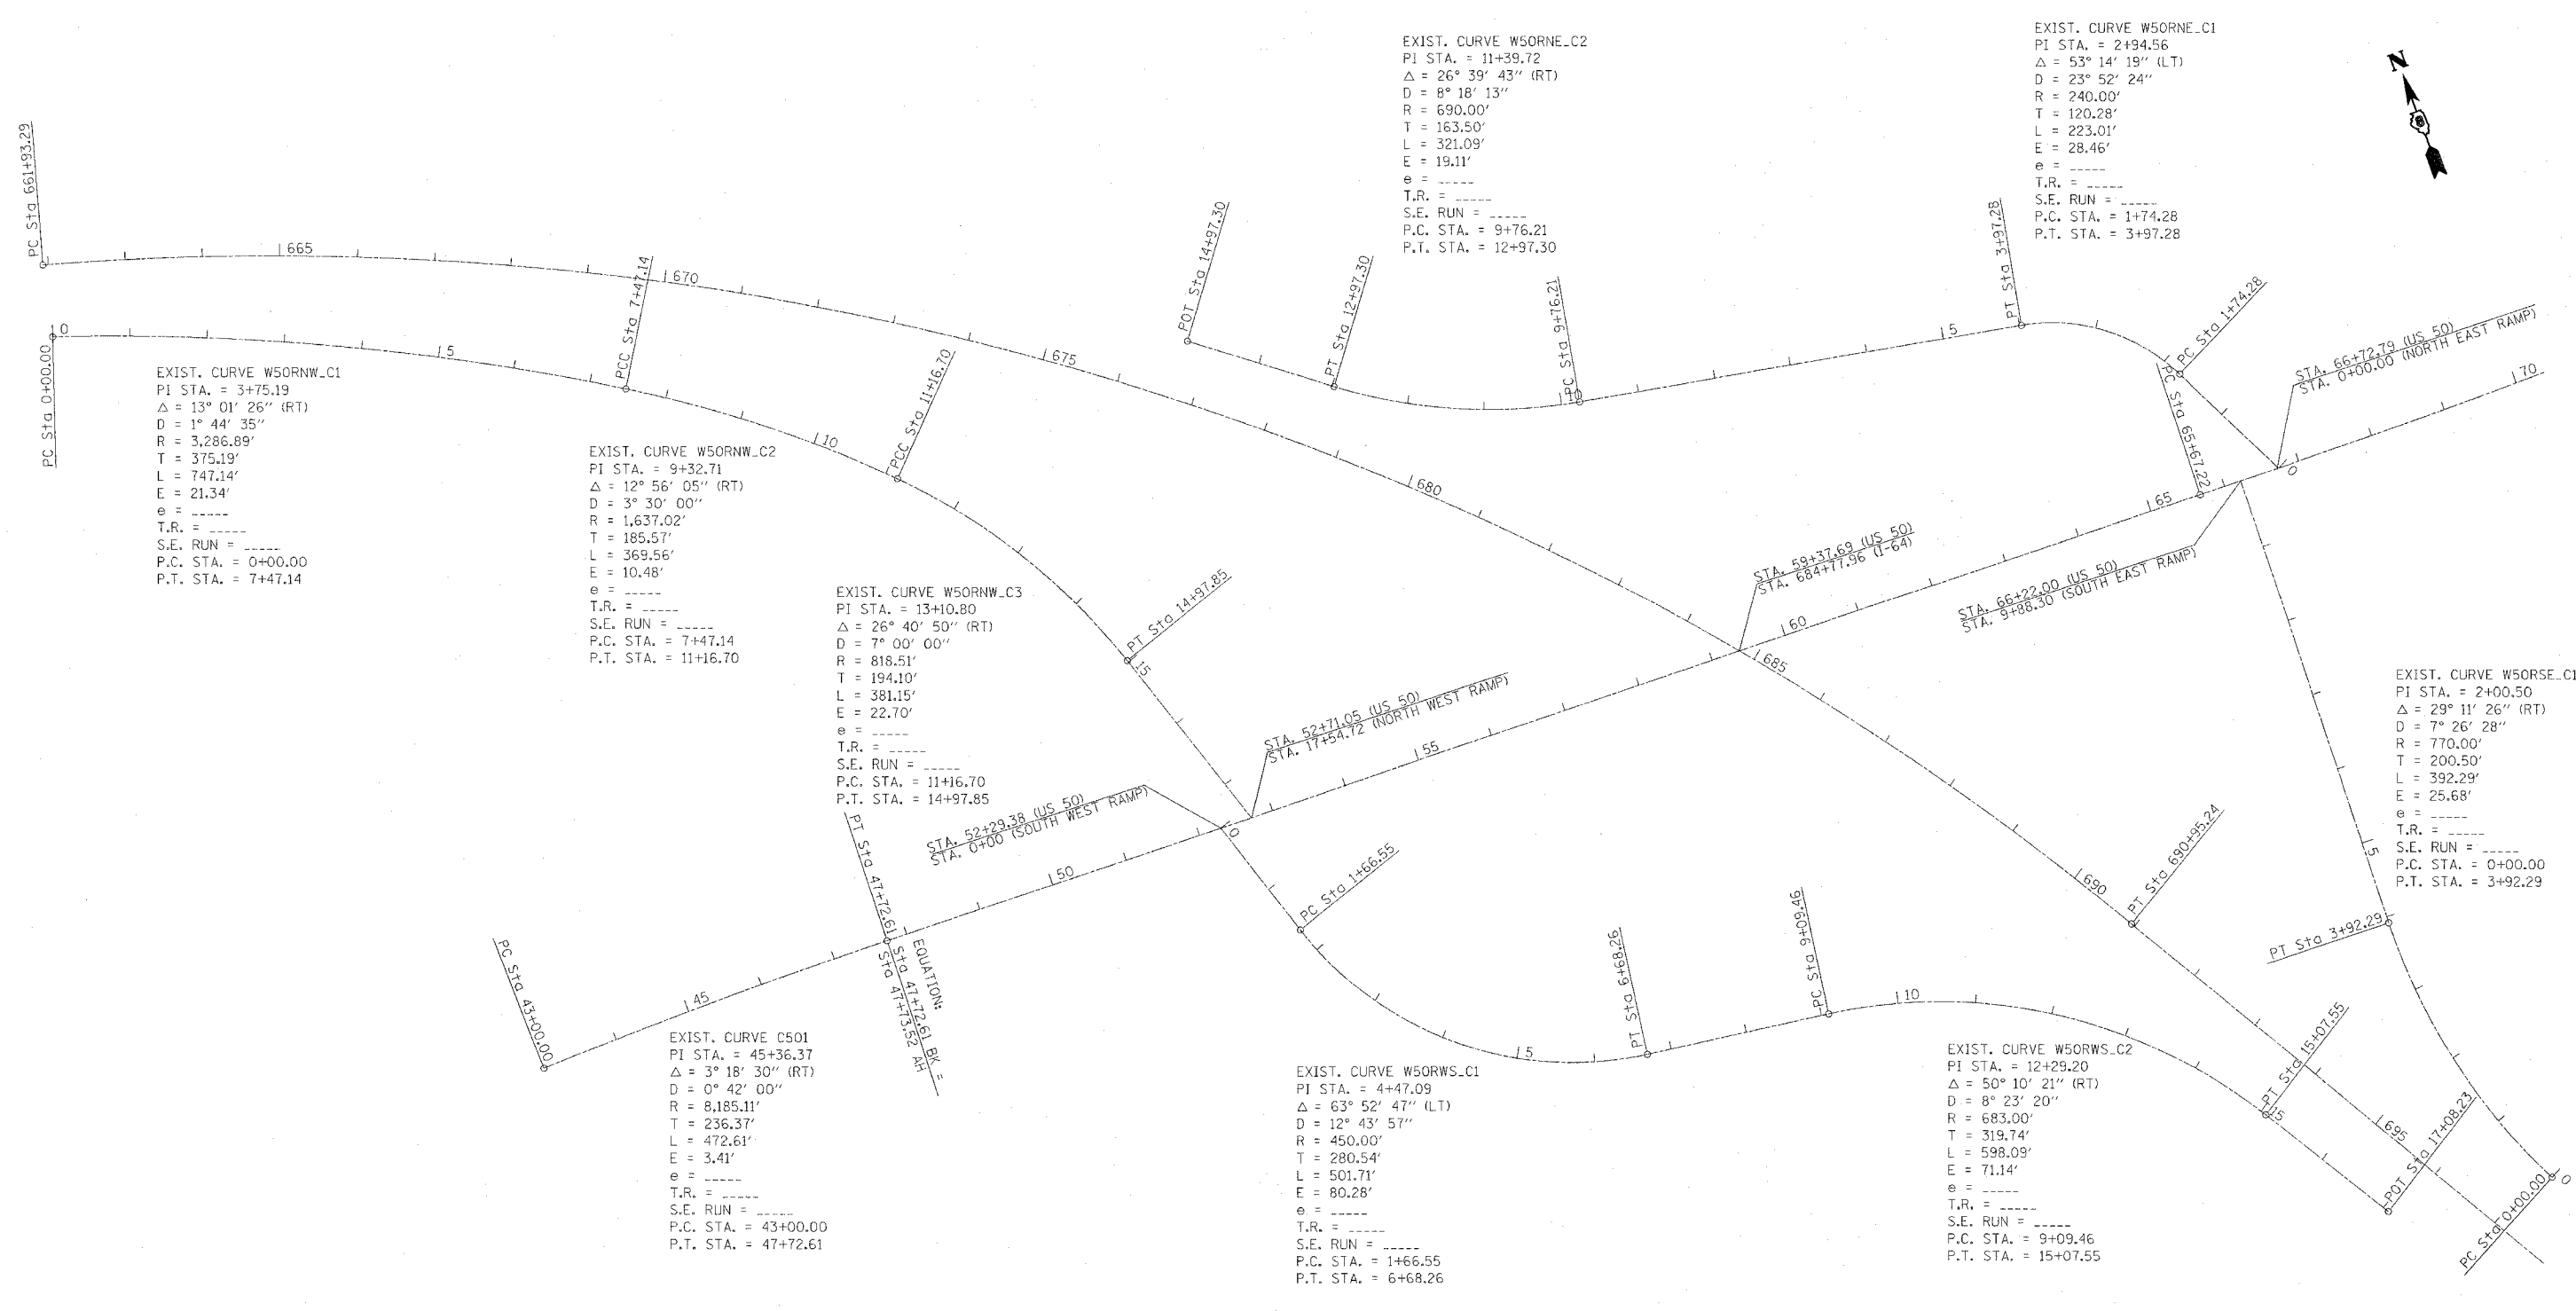 EXIST. CURVE W50RNE_C1
PI STA. = 2+94.56
Δ = 53° 14' 19'' (LT)
D = 23° 52' 24''
R = 240.00'
T = 120.28'
L = 223.01'
E = 28.46'
e = _____
T.R. = _____
S.E. RUN = _____
P.C. STA. = 1+74.28
P.T. STA. = 3+97.28
EXIST. CURVE W50RNE_C2
PI STA. = 11+39.72
Δ = 26° 39' 43'' (RT)
D = 8° 18' 13''
R = 690.00'
T = 163.50'
L = 321.09'
E = 19.11'
e = _____
T.R. = _____
S.E. RUN = _____
P.C. STA. = 9+76.21
P.T. STA. = 12+97.30
N
PC Sta 661+93.29
665
670
675
680
685
690
695
PC Sta 0+00.00
0
5
PCC Sta 7+47.14
10
PCC Sta 11+16.70
PT Sta 14+97.85
15
POT Sta 14+97.30
PT Sta 12+97.30
PC Sta 9+76.21
10
5
PT Sta 3+97.28
PC Sta 1+74.28
PC Sta 65+67.22
STA. 66+72.79 (US 50)
STA. 0+00.00 (NORTH EAST RAMP)
0
70
65
60
55
50
45
EXIST. CURVE W50RNW_C1
PI STA. = 3+75.19
Δ = 13° 01' 26'' (RT)
D = 1° 44' 35''
R = 3,286.89'
T = 375.19'
L = 747.14'
E = 21.34'
e = _____
T.R. = _____
S.E. RUN = _____
P.C. STA. = 0+00.00
P.T. STA. = 7+47.14
EXIST. CURVE W50RNW_C2
PI STA. = 9+32.71
Δ = 12° 56' 05'' (RT)
D = 3° 30' 00''
R = 1,637.02'
T = 185.57'
L = 369.56'
E = 10.48'
e = _____
T.R. = _____
S.E. RUN = _____
P.C. STA. = 7+47.14
P.T. STA. = 11+16.70
EXIST. CURVE W50RNW_C3
PI STA. = 13+10.80
Δ = 26° 40' 50'' (RT)
D = 7° 00' 00''
R = 818.51'
T = 194.10'
L = 381.15'
E = 22.70'
e = _____
T.R. = _____
S.E. RUN = _____
P.C. STA. = 11+16.70
P.T. STA. = 14+97.85
STA. 59+37.69 (US 50)
STA. 684+77.96 (I-64)
STA. 66+22.00 (US 50)
STA. 9+88.30 (SOUTH EAST RAMP)
STA. 52+71.05 (US 50)
STA. 17+54.72 (NORTH WEST RAMP)
STA. 52+29.38 (US 50)
STA. 0+00 (SOUTH WEST RAMP)
0
EXIST. CURVE W50RSE_C1
PI STA. = 2+00.50
Δ = 29° 11' 26'' (RT)
D = 7° 26' 28''
R = 770.00'
T = 200.50'
L = 392.29'
E = 25.68'
e = _____
T.R. = _____
S.E. RUN = _____
P.C. STA. = 0+00.00
P.T. STA. = 3+92.29
5
PT Sta 3+92.29
PT Sta 690+95.24
PC Sta 43+00.00
PT Sta 47+72.61
EQUATION:
Sta 47+72.61 BK =
Sta 47+73.52 AH
PC Sta 1+66.55
5
PT Sta 6+68.26
PC Sta 9+09.46
10
PT Sta 15+07.55
15
POT Sta 17+08.23
PC Sta 0+00.00
0
EXIST. CURVE C501
PI STA. = 45+36.37
Δ = 3° 18' 30'' (RT)
D = 0° 42' 00''
R = 8,185.11'
T = 236.37'
L = 472.61'
E = 3.41'
e = _____
T.R. = _____
S.E. RUN = _____
P.C. STA. = 43+00.00
P.T. STA. = 47+72.61
EXIST. CURVE W50RWS_C1
PI STA. = 4+47.09
Δ = 63° 52' 47'' (LT)
D = 12° 43' 57''
R = 450.00'
T = 280.54'
L = 501.71'
E = 80.28'
e = _____
T.R. = _____
S.E. RUN = _____
P.C. STA. = 1+66.55
P.T. STA. = 6+68.26
EXIST. CURVE W50RWS_C2
PI STA. = 12+29.20
Δ = 50° 10' 21'' (RT)
D = 8° 23' 20''
R = 683.00'
T = 319.74'
L = 598.09'
E = 71.14'
e = _____
T.R. = _____
S.E. RUN = _____
P.C. STA. = 9+09.46
P.T. STA. = 15+07.55